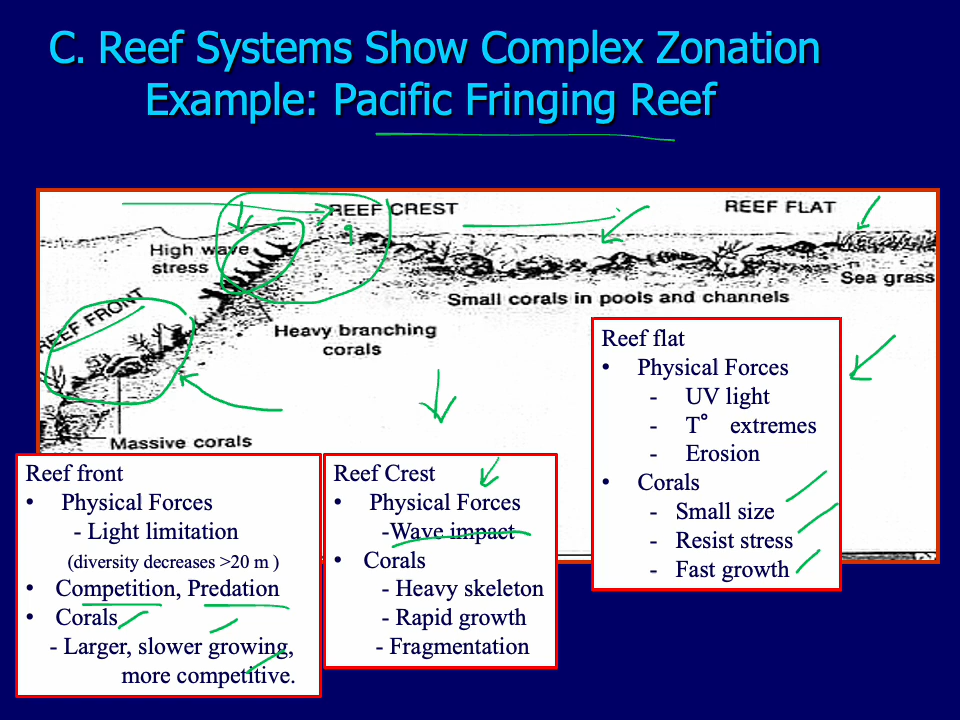 C. Reef Systems Show Complex Zonation
Example: Pacific Fringing Reef
REEF CREST
REEF FLAT
High wave
stress
Sea grass
REEF FRONT
Small corals in pools and channels
Heavy branching
corals
Massive corals
Reef flat
• Physical Forces
- UV light
- T° extremes
- Erosion
• Corals
- Small size
- Resist stress
- Fast growth
Reef front
• Physical Forces
- Light limitation
(diversity decreases >20 m )
• Competition, Predation
• Corals
- Larger, slower growing,
more competitive.
Reef Crest
• Physical Forces
-Wave impact
• Corals
- Heavy skeleton
- Rapid growth
- Fragmentation